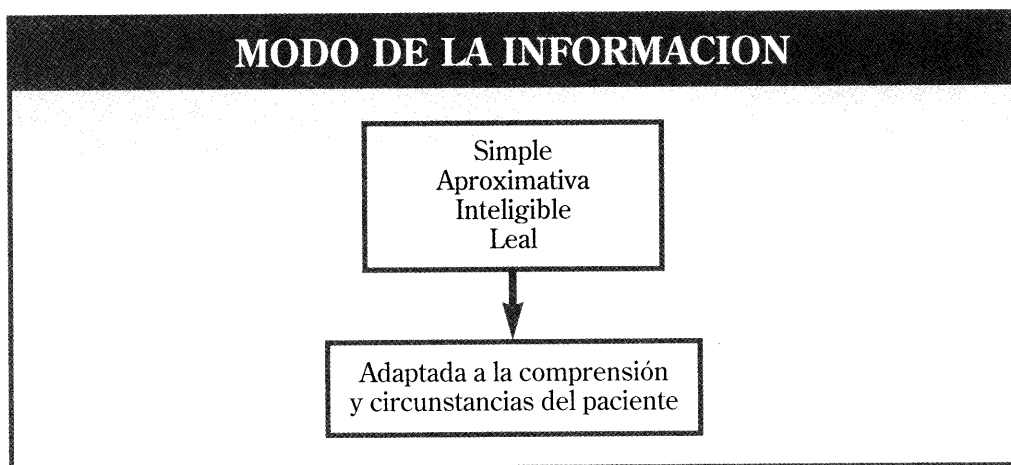 MODO DE LA INFORMACION
Simple
Aproximativa
Inteligible
Leal
Adaptada a la comprensión
y circunstancias del paciente